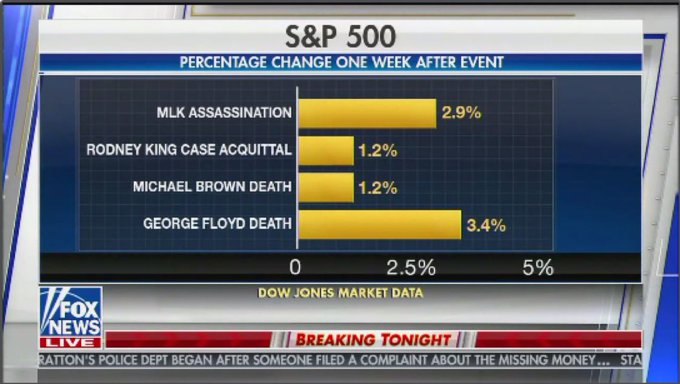 S&P 500
PERCENTAGE CHANGE ONE WEEK AFTER EVENT
MLK ASSASSINATION 2.9%
RODNEY KING CASE ACQUITTAL 1.2%
MICHAEL BROWN DEATH 1.2%
GEORGE FLOYD DEATH 3.4%
0 2.5% 5%
DOW JONES MARKET DATA
FOX
NEWS
LIVE
BREAKING TONIGHT
RATTON'S POLICE DEPT BEGAN AFTER SOMEONE FILED A COMPLAINT ABOUT THE MISSING MONEY... STA